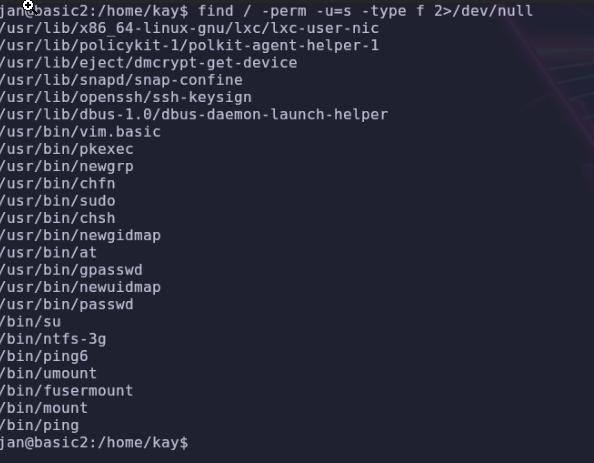 jan@basic2:/home/kay$ find / -perm -u=s -type f 2>/dev/null
/usr/lib/x86_64-linux-gnu/lxc/lxc-user-nic
/usr/lib/policykit-1/polkit-agent-helper-1
/usr/lib/eject/dmcrypt-get-device
/usr/lib/snapd/snap-confine
/usr/lib/openssh/ssh-keysign
/usr/lib/dbus-1.0/dbus-daemon-launch-helper
/usr/bin/vim.basic
/usr/bin/pkexec
/usr/bin/newgrp
/usr/bin/chfn
/usr/bin/sudo
/usr/bin/chsh
/usr/bin/newgidmap
/usr/bin/at
/usr/bin/gpasswd
/usr/bin/newuidmap
/usr/bin/passwd
/bin/su
/bin/ntfs-3g
/bin/ping6
/bin/umount
/bin/fusermount
/bin/mount
/bin/ping
jan@basic2:/home/kay$